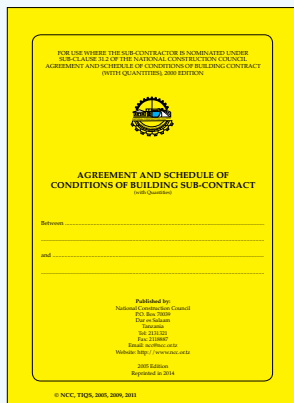 FOR USE WHERE THE SUB-CONTRACTOR IS NOMINATED UNDER
SUB-CLAUSE 31.2 OF THE NATIONAL CONSTRUCTION COUNCIL
AGREEMENT AND SCHEDULE OF CONDITIONS OF BUILDING CONTRACT
(WITH QUANTITIES), 2000 EDITION
AGREEMENT AND SCHEDULE OF
CONDITIONS OF BUILDING SUB-CONTRACT
(with Quantities)
Between
and
Published by:
National Construction Council
P.O. Box 70039
Dar es Salaam
Tanzania
Tel: 2131321
Fax: 2118887
Email: ncc@ncc.or.tz
Website: http://www.ncc.or.tz
2005 Edition
Reprinted in 2014
© NCC, TIQS, 2005, 2009, 2011